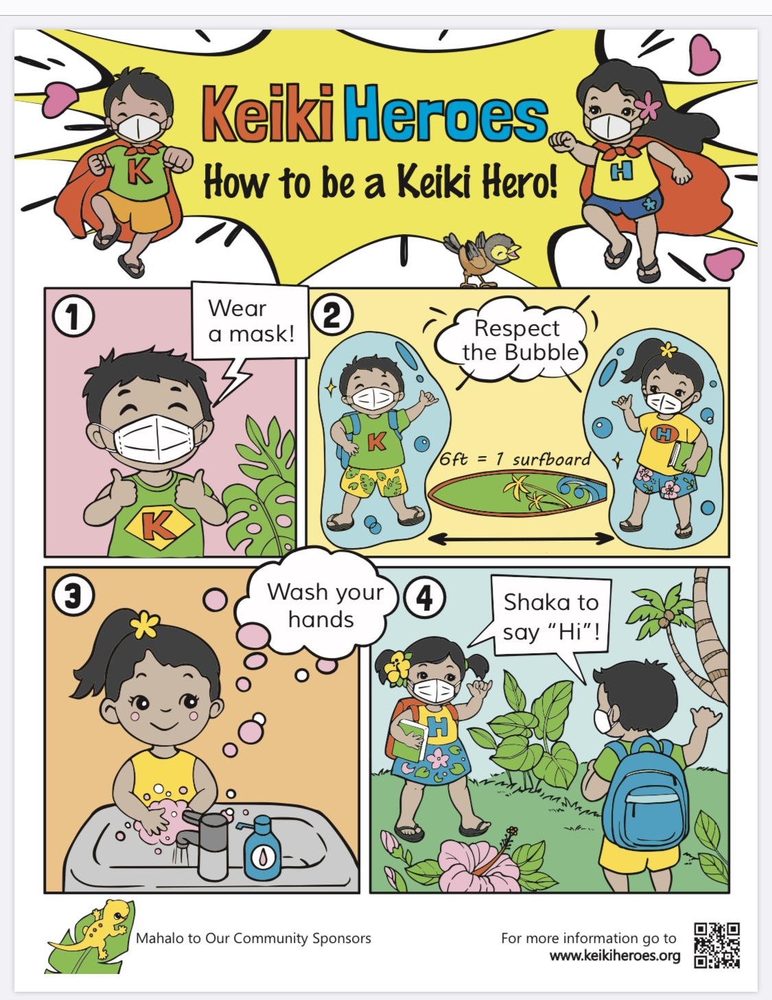 Keiki Heroes
How to be a Keiki Hero!
K
H
1
Wear
a mask!
K
2
Respect
the Bubble
K
H
6ft = 1 surfboard
3
Wash your
hands
4
Shaka to
say “Hi”!
H
Mahalo to Our Community Sponsors
For more information go to
www.keikiheroes.org